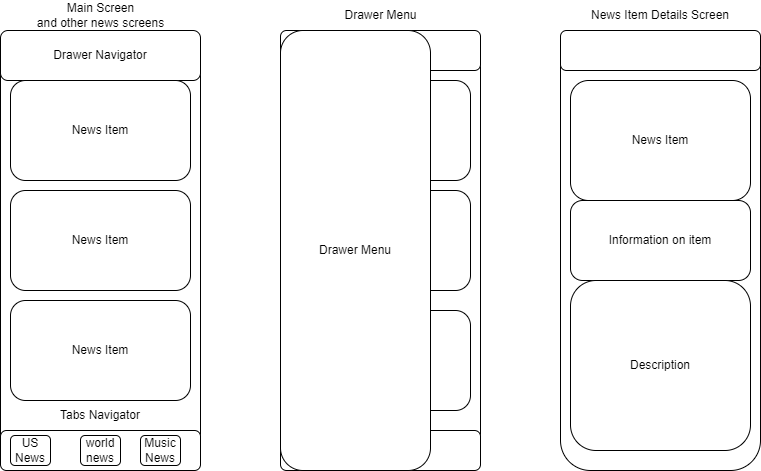 Main Screen
and other news screens
Drawer Navigator
News Item
News Item
News Item
Tabs Navigator
US
News
world
news
Music
News
Drawer Menu
Drawer Menu
News Item Details Screen
News Item
Information on item
Description